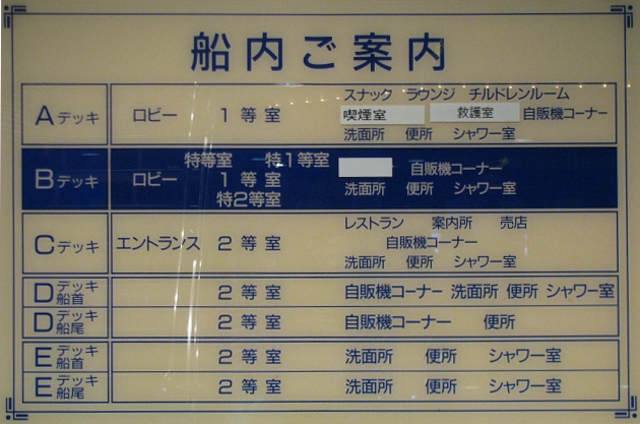 船内ご案内
Aデッキ ロビー 1等室 スナック ラウンジ チルドレンルーム
喫煙室 救護室 自販機コーナー
洗面所 便所 シャワー室
Bデッキ ロビー 特等室 特1等室
1等室
特2等室
自販機コーナー
洗面所 便所 シャワー室
Cデッキ エントランス 2等室 レストラン 案内所 売店
自販機コーナー
洗面所 便所 シャワー室
Dデッキ船首 2等室 自販機コーナー 洗面所 便所 シャワー室
Dデッキ船尾 2等室 自販機コーナー 便所
Eデッキ船首 2等室 洗面所 便所 シャワー室
Eデッキ船尾 2等室 洗面所 便所 シャワー室